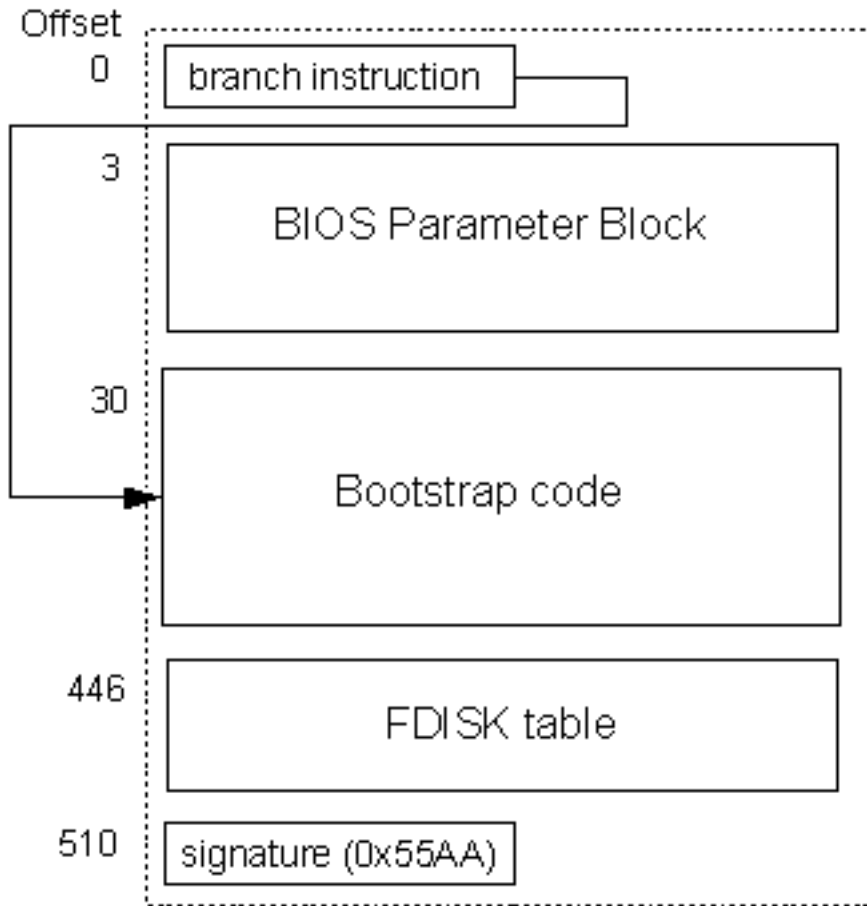 Offset
0
branch instruction
3
BIOS Parameter Block
30
Bootstrap code
446
FDISK table
510
signature (0x55AA)